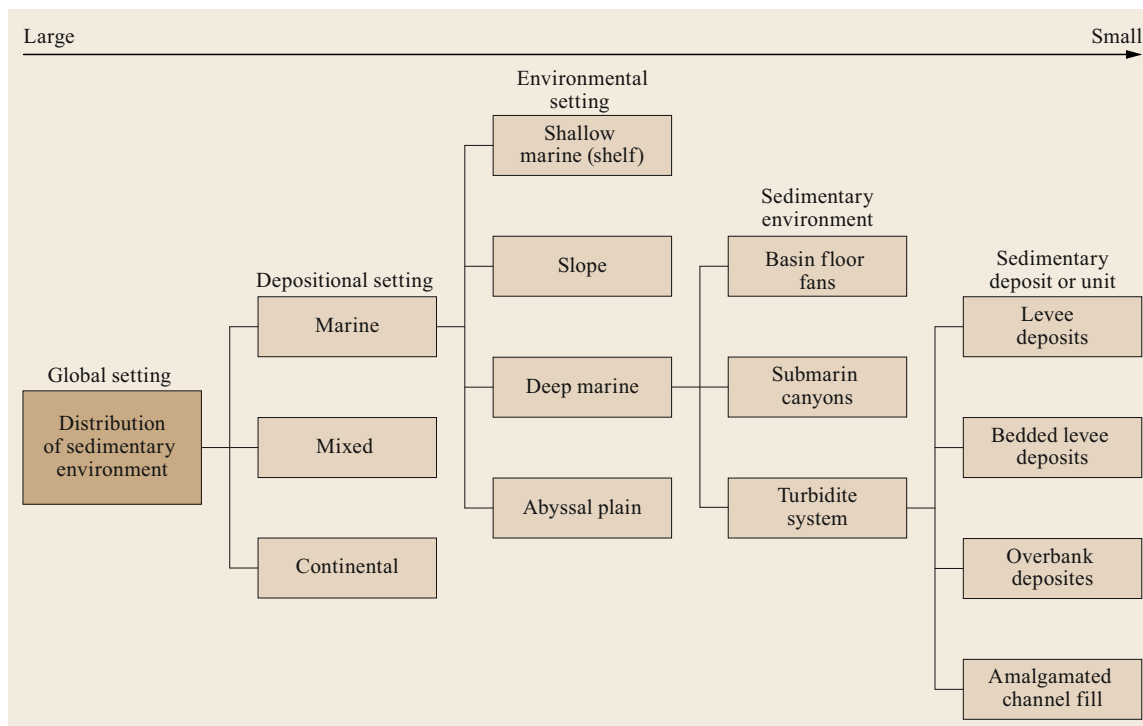 Large
Small
Global setting
Distribution
of sedimentary
environment
Depositional setting
Marine
Mixed
Continental
Environmental
setting
Shallow
marine (shelf)
Slope
Deep marine
Abyssal plain
Sedimentary
environment
Basin floor
fans
Submarin
canyons
Turbidite
system
Sedimentary
deposit or unit
Levee
deposits
Bedded levee
deposits
Overbank
deposites
Amalgamated
channel fill